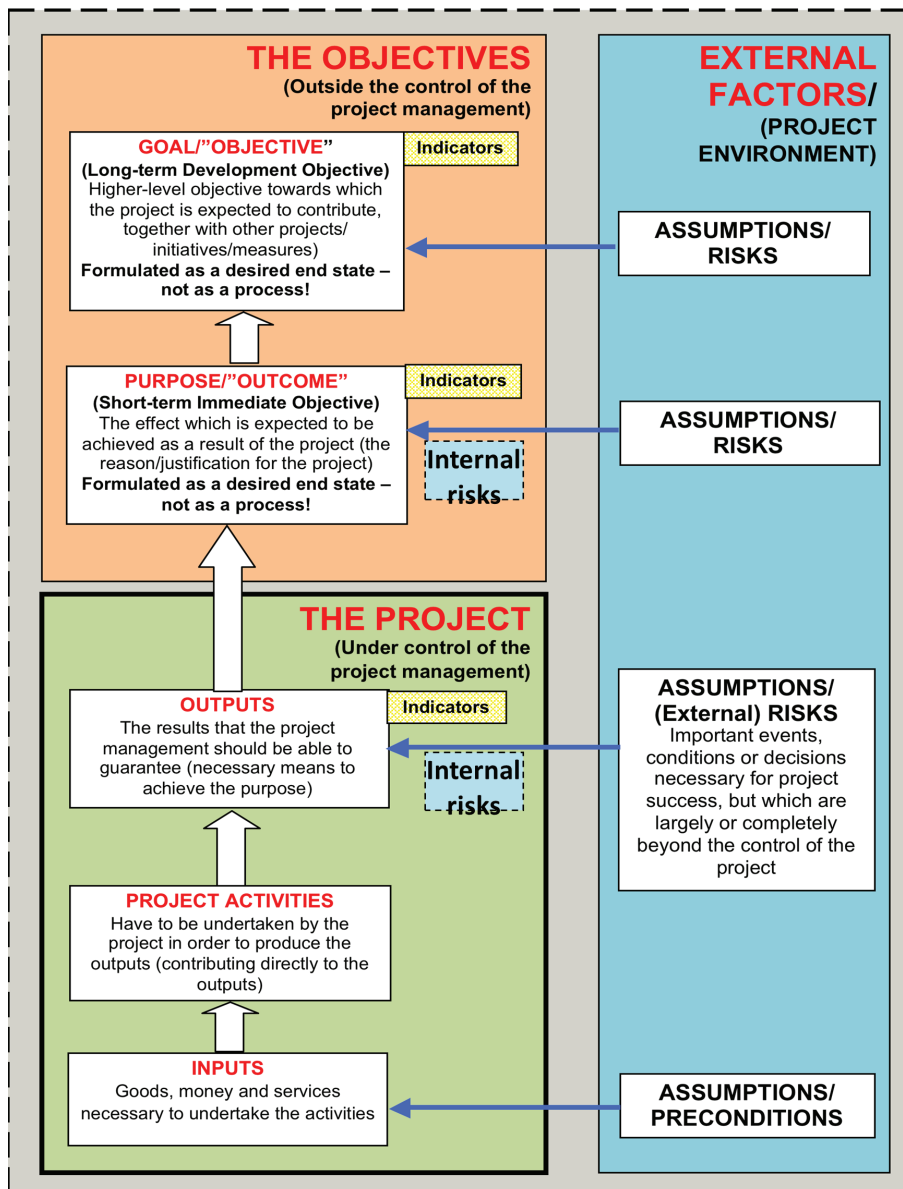 THE OBJECTIVES
(Outside the control of the
project management)
GOAL/”OBJECTIVE”
(Long-term Development Objective)
Higher-level objective towards which
the project is expected to contribute,
together with other projects/
initiatives/measures)
Formulated as a desired end state –
not as a process!
Indicators
PURPOSE/”OUTCOME”
(Short-term Immediate Objective)
The effect which is expected to be
achieved as a result of the project (the
reason/justification for the project)
Formulated as a desired end state –
not as a process!
Indicators
Internal
risks
THE PROJECT
(Under control of the
project management)
OUTPUTS
The results that the project
management should be able to
guarantee (necessary means to
achieve the purpose)
Indicators
Internal
risks
PROJECT ACTIVITIES
Have to be undertaken by the
project in order to produce the
outputs (contributing directly to the
outputs)
INPUTS
Goods, money and services
necessary to undertake the activities
EXTERNAL
FACTORS/
(PROJECT
ENVIRONMENT)
ASSUMPTIONS/
RISKS
ASSUMPTIONS/
RISKS
ASSUMPTIONS/
(External) RISKS
Important events,
conditions or decisions
necessary for project
success, but which are
largely or completely
beyond the control of the
project
ASSUMPTIONS/
PRECONDITIONS